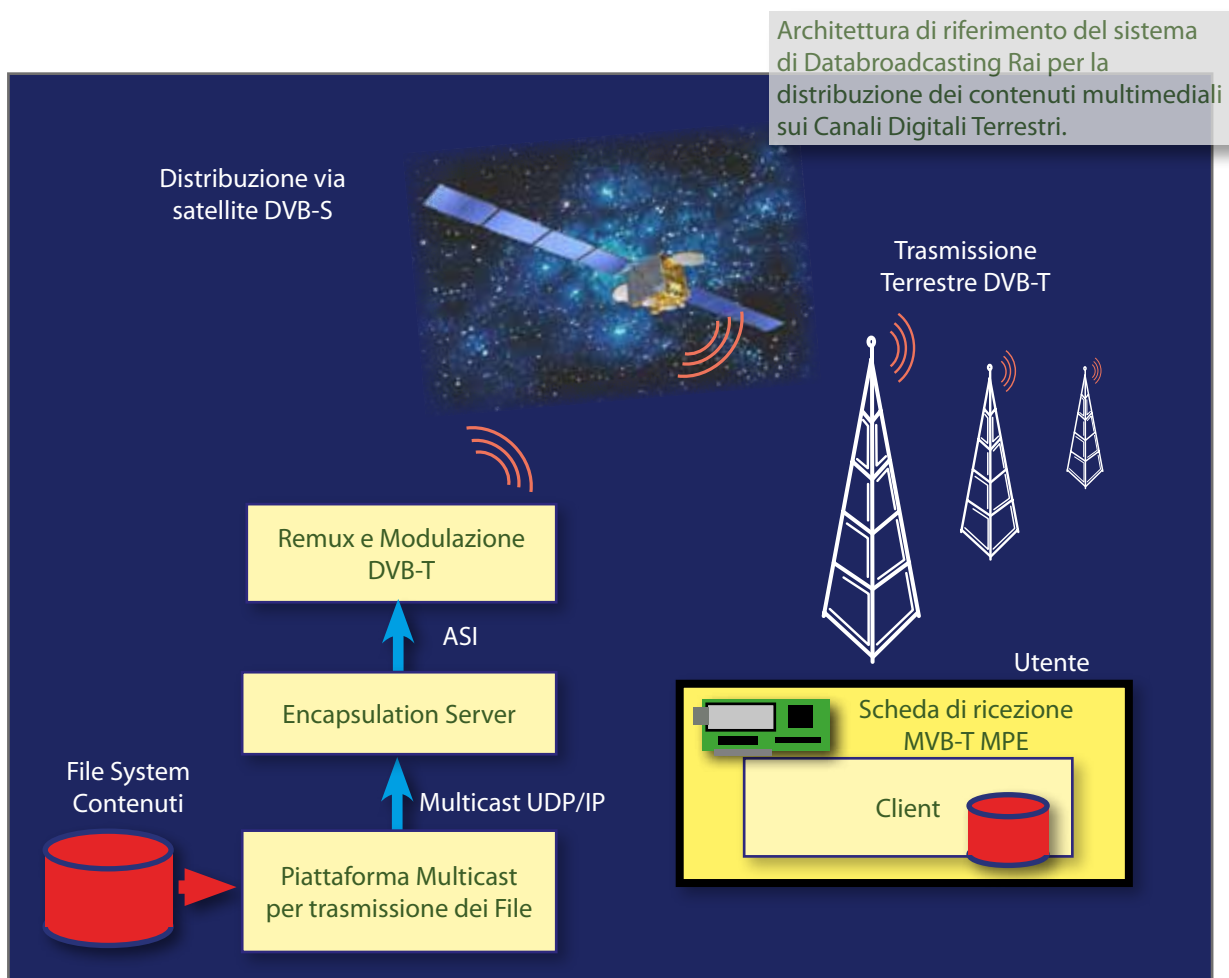 Architettura di riferimento del sistema
di Databroadcasting Rai per la
distribuzione dei contenuti multimediali
sui Canali Digitali Terrestri.
Distribuzione via
satellite DVB-S
Trasmissione
Terrestre DVB-T
Remux e Modulazione
DVB-T
ASI
Encapsulation Server
Multicast UDP/IP
File System
Contenuti
Piattaforma Multicast
per trasmissione dei File
Utente
Scheda di ricezione
MVB-T MPE
Client